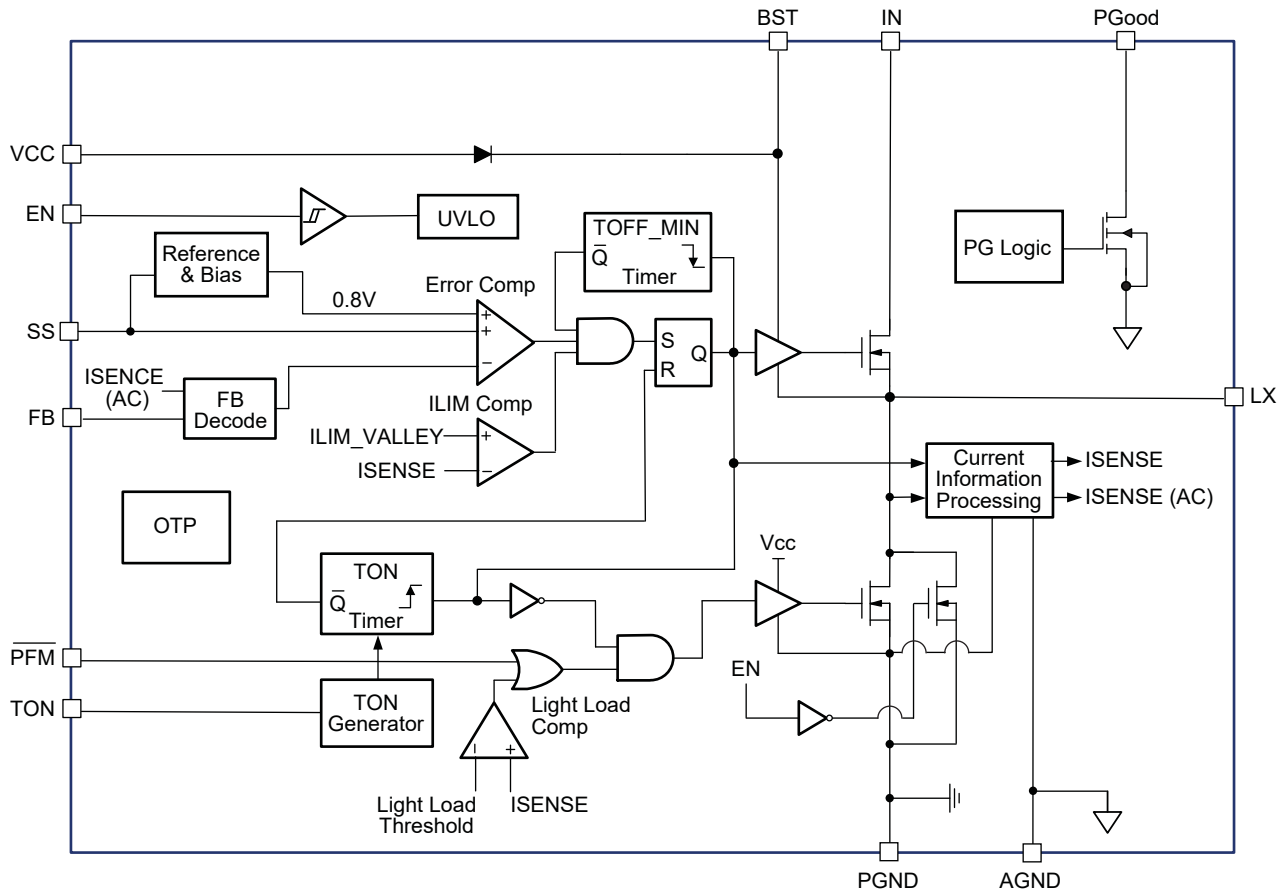 BST
IN
PGood
VCC
EN
UVLO
TOFF_MIN
Q̅
Timer
PG Logic
Reference
& Bias
0.8V
Error Comp
+
+
−
SS
S
R
Q
ISENCE
(AC)
FB
FB
Decode
ILIM Comp
ILIM_VALLEY
+
ISENSE
−
LX
Current
Information
Processing
ISENSE
ISENSE (AC)
OTP
TON
Q̅
Timer
Vcc
P̅F̅M̅
TON
TON
Generator
Light Load
Comp
−
+
EN
Light Load
Threshold
ISENSE
PGND
AGND